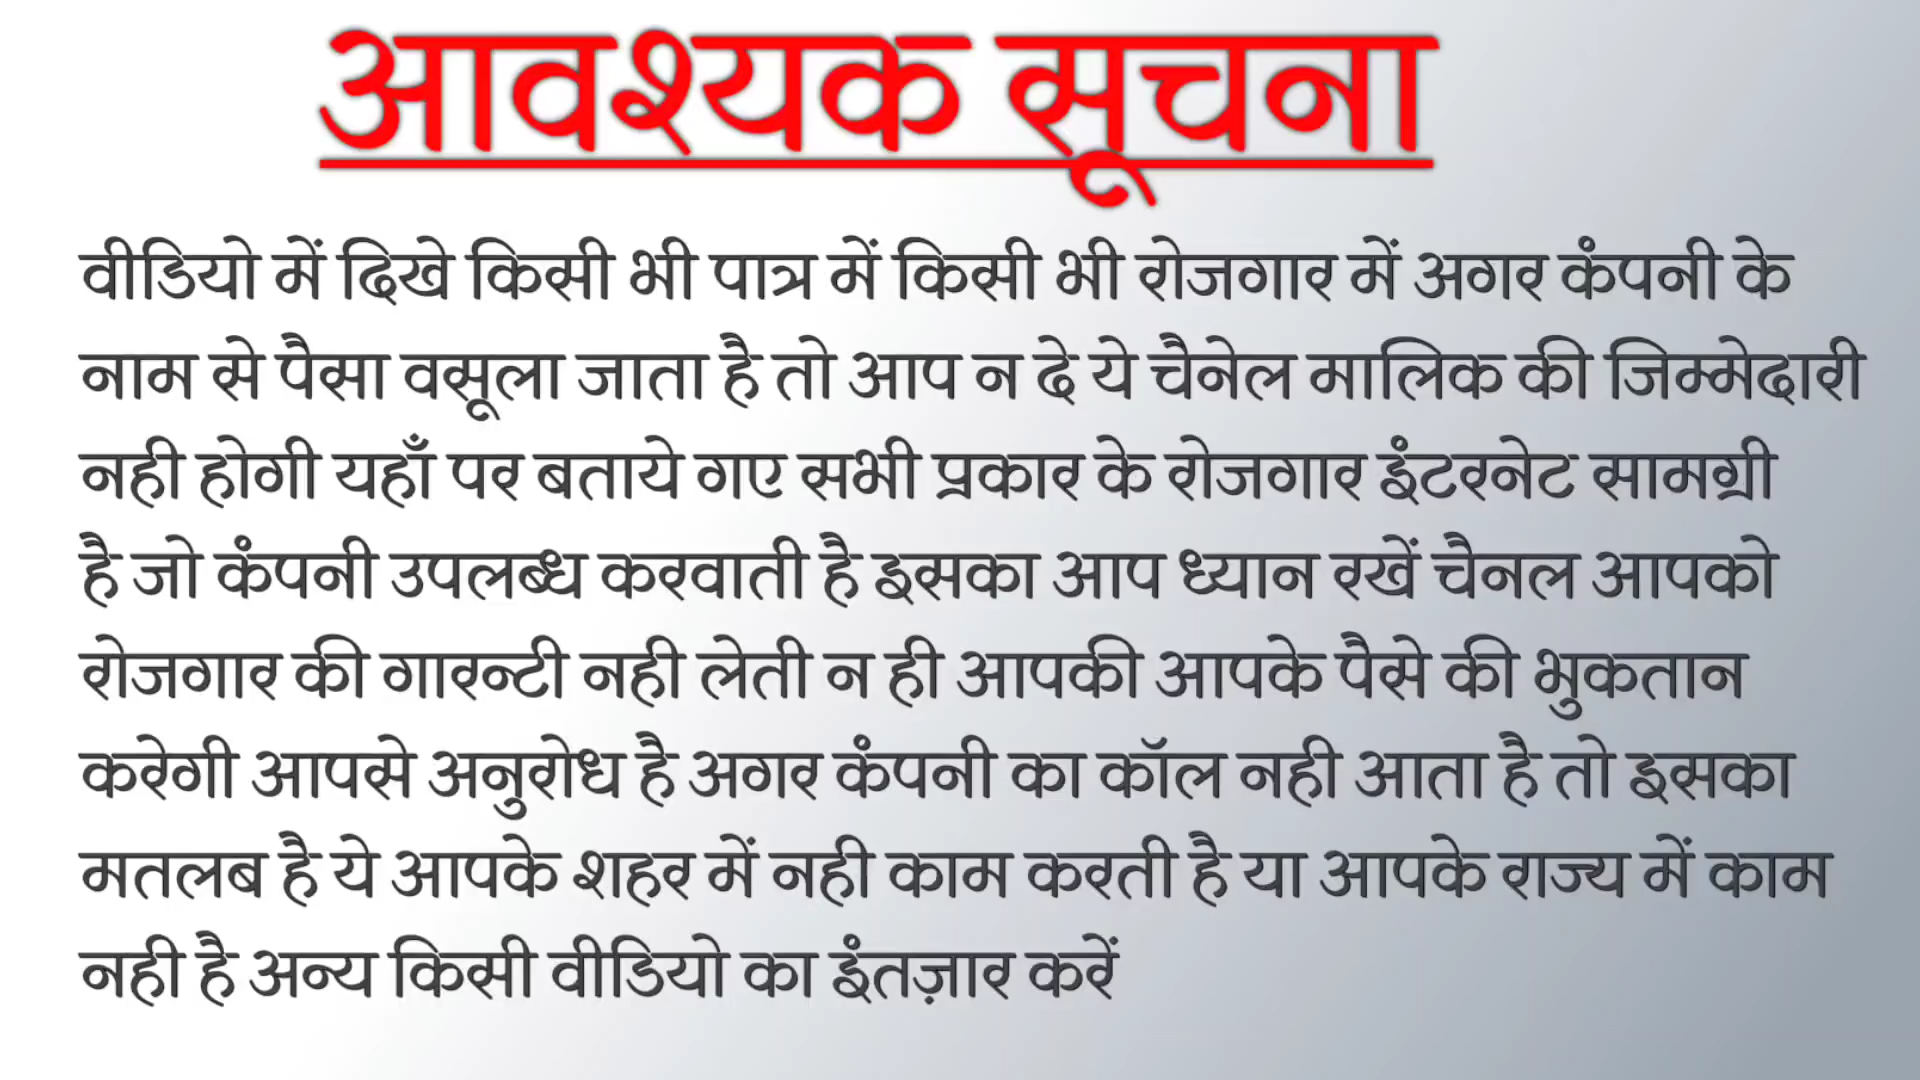 आवश्यक सूचना
वीडियो में दिखे किसी भी पात्र में किसी भी रोजगार में अगर कंपनी के
नाम से पैसा वसूला जाता है तो आप न दे ये चैनेल मालिक की जिम्मेदारी
नही होगी यहाँ पर बताये गए सभी प्रकार के रोजगार इंटरनेट सामग्री
है जो कंपनी उपलब्ध करवाती है इसका आप ध्यान रखें चैनल आपको
रोजगार की गारन्टी नही लेती न ही आपकी आपके पैसे की भुकतान
करेगी आपसे अनुरोध है अगर कंपनी का कॉल नही आता है तो इसका
मतलब है ये आपके शहर में नही काम करती है या आपके राज्य में काम
नही है अन्य किसी वीडियो का इंतज़ार करें